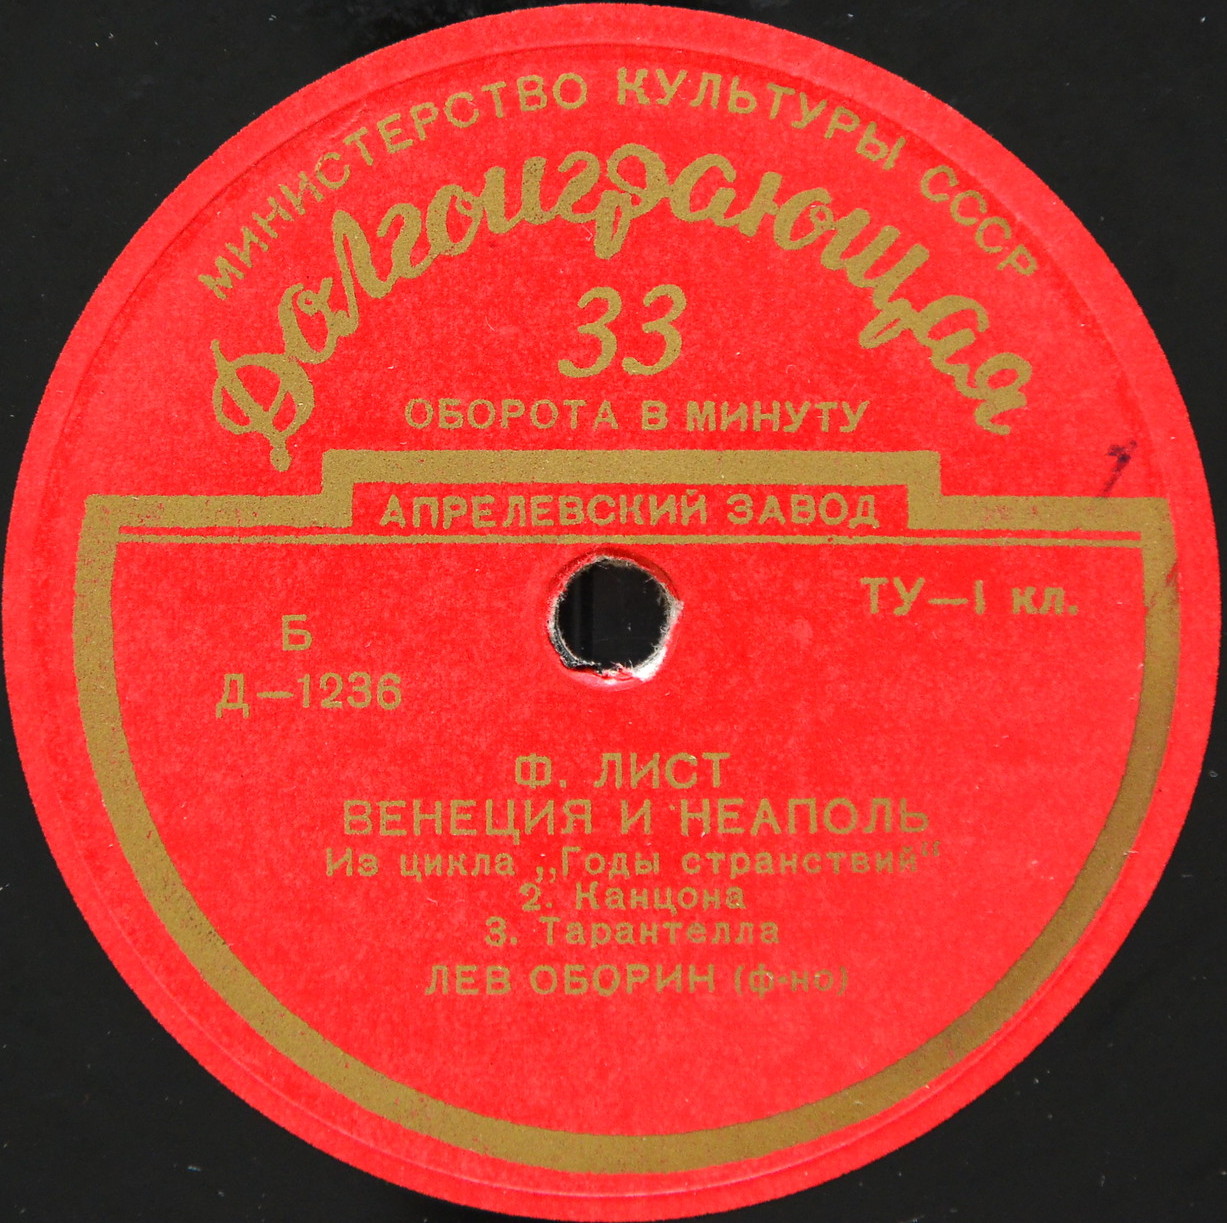 МИНИСТЕРСТВО КУЛЬТУРЫ СССР
Долгоиграющая
33
ОБОРОТА В МИНУТУ
АПРЕЛЕВСКИЙ ЗАВОД
ТУ—I кл.
Б
Д—1236
Ф. ЛИСТ
ВЕНЕЦИЯ И НЕАПОЛЬ
Из цикла „Годы странствий“
2. Канцона
3. Тарантелла
ЛЕВ ОБОРИН (ф-но)